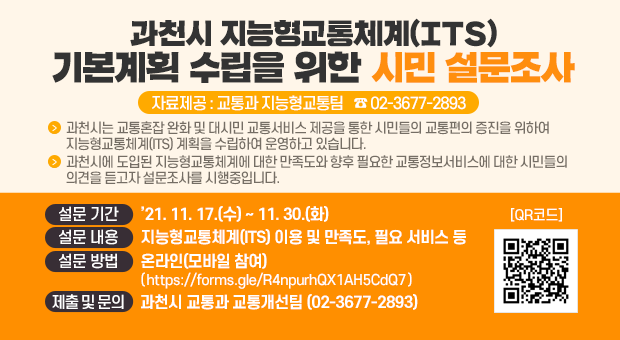 과천시 지능형교통체계(ITS)
기본계획 수립을 위한 시민 설문조사
자료제공 : 교통과 지능형교통팀 ☎ 02-3677-2893
과천시는 교통혼잡 완화 및 대시민 교통서비스 제공을 통한 시민들의 교통편의 증진을 위하여
지능형교통체계(ITS) 계획을 수립하여 운영하고 있습니다.
과천시에 도입된 지능형교통체계에 대한 만족도와 향후 필요한 교통정보서비스에 대한 시민들의
의견을 듣고자 설문조사를 시행중입니다.
설문 기간 '21. 11. 17.(수) ~ 11. 30.(화)
[QR코드]
설문 내용 지능형교통체계(ITS) 이용 및 만족도, 필요 서비스 등
설문 방법 온라인(모바일 참여)
(https://forms.gle/R4npurhQX1AH5CdQ7)
제출 및 문의 과천시 교통과 교통개선팀 (02-3677-2893)